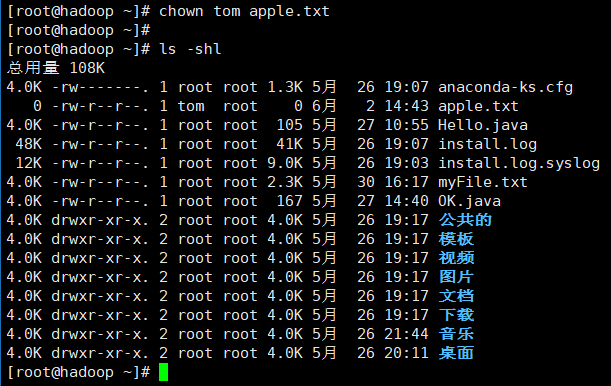 [root@hadoop ~]# chown tom apple.txt
[root@hadoop ~]#
[root@hadoop ~]# ls -shl
总用量 108K
4.0K -rw-------. 1 root root 1.3K 5月  26 19:07 anaconda-ks.cfg
   0 -rw-r--r--. 1 tom  root    0 6月   2 14:43 apple.txt
4.0K -rw-r--r--. 1 root root  105 5月  27 10:55 Hello.java
 48K -rw-r--r--. 1 root root  41K 5月  26 19:07 install.log
 12K -rw-r--r--. 1 root root 9.0K 5月  26 19:03 install.log.syslog
4.0K -rw-r--r--. 1 root root 2.3K 5月  30 16:17 myFile.txt
4.0K -rw-r--r--. 1 root root  167 5月  27 14:40 OK.java
4.0K drwxr-xr-x. 2 root root 4.0K 5月  26 19:17 公共的
4.0K drwxr-xr-x. 2 root root 4.0K 5月  26 19:17 模板
4.0K drwxr-xr-x. 2 root root 4.0K 5月  26 19:17 视频
4.0K drwxr-xr-x. 2 root root 4.0K 5月  26 19:17 图片
4.0K drwxr-xr-x. 2 root root 4.0K 5月  26 19:17 文档
4.0K drwxr-xr-x. 2 root root 4.0K 5月  26 19:17 下载
4.0K drwxr-xr-x. 2 root root 4.0K 5月  26 21:44 音乐
4.0K drwxr-xr-x. 2 root root 4.0K 5月  26 20:11 桌面
[root@hadoop ~]#